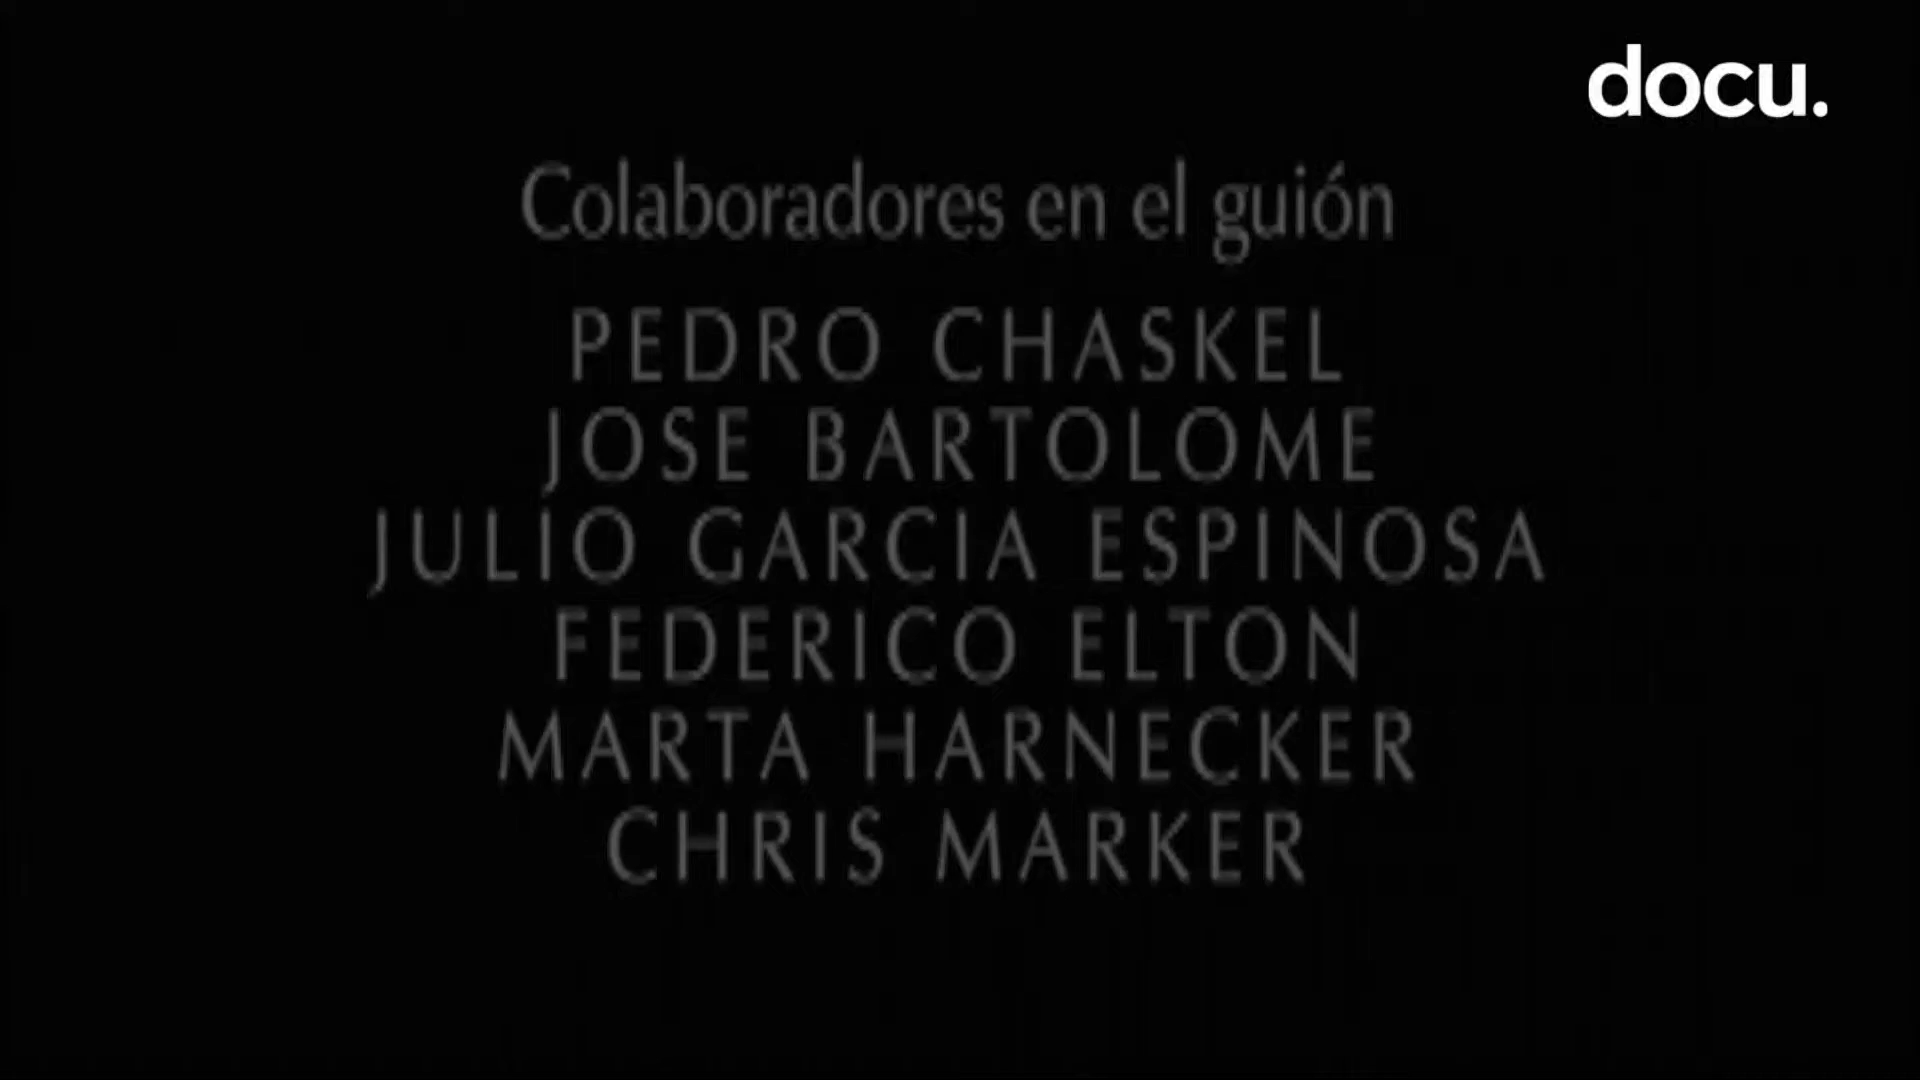 docu.
Colaboradores en el guión
PEDRO CHASKEL
JOSE BARTOLOME
JULIO GARCIA ESPINOSA
FEDERICO ELTON
MARTA HARNECKER
CHRIS MARKER